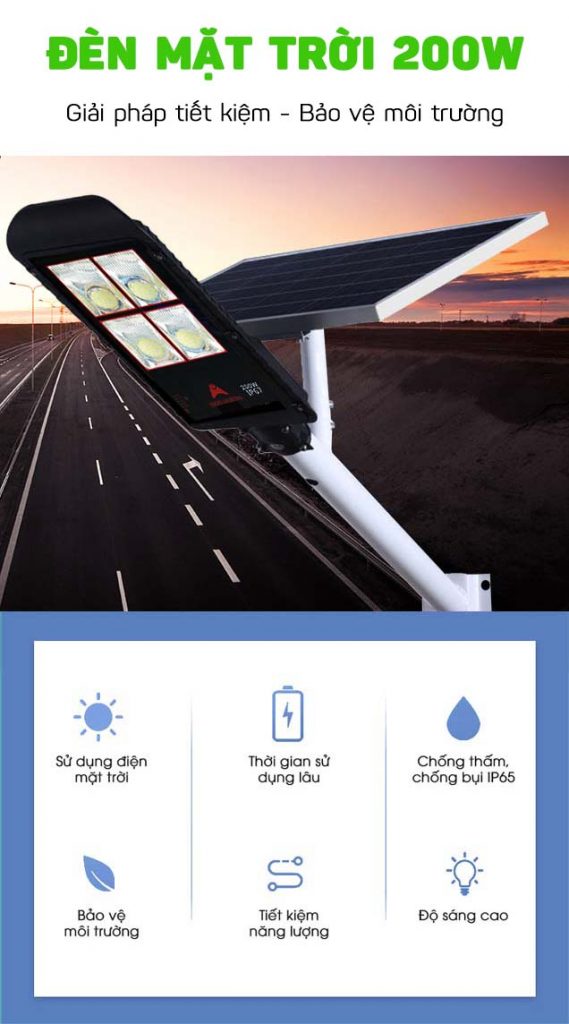 ĐÈN MẶT TRỜI 200W
Giải pháp tiết kiệm - Bảo vệ môi trường
200W
IP67
Sử dụng điện
mặt trời
Thời gian sử
dụng lâu
Chống thấm,
chống bụi IP65
Bảo vệ
môi trường
Tiết kiệm
năng lượng
Độ sáng cao